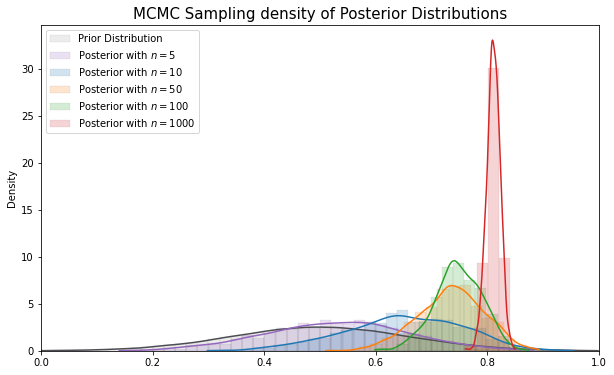 MCMC Sampling density of Posterior Distributions
Prior Distribution
Posterior with n = 5
Posterior with n = 10
Posterior with n = 50
Posterior with n = 100
Posterior with n = 1000
Density
30
25
20
15
10
5
0
0.0 0.2 0.4 0.6 0.8 1.0